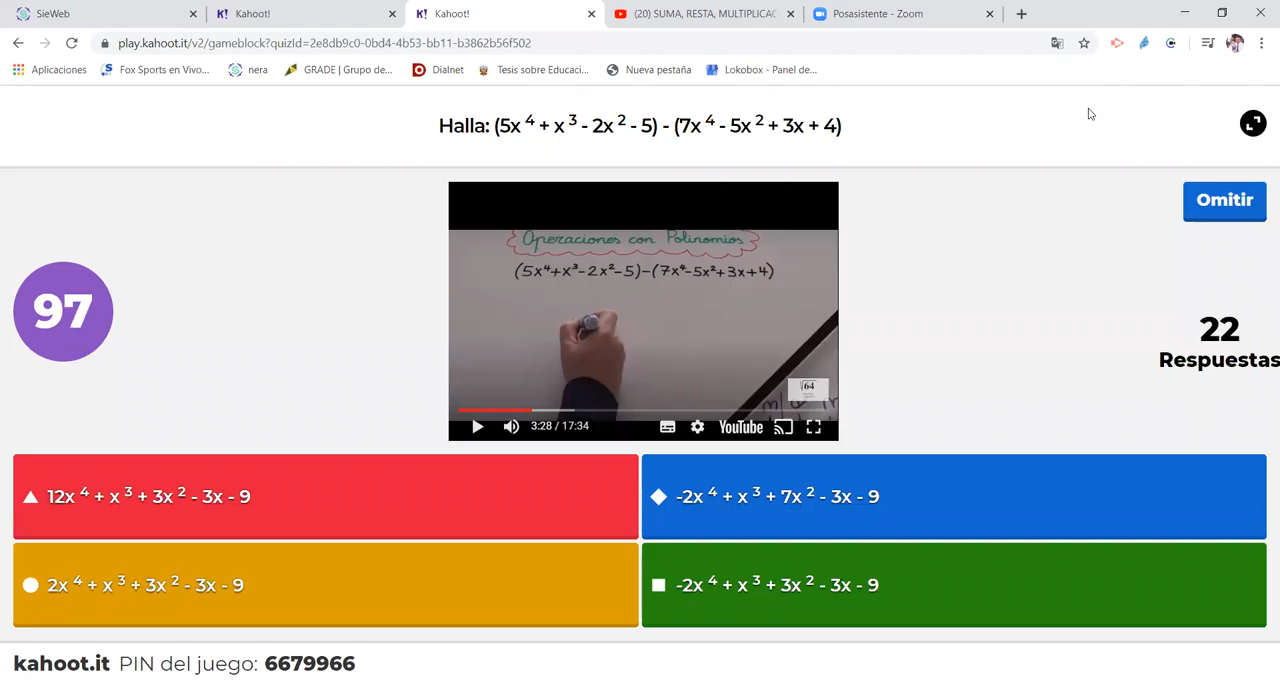 SieWeb
Kahoot!
Kahoot!
(20) SUMA, RESTA, MULTIPLICAC
Posasistente - Zoom
play.kahoot.it/v2/gameblock?quizId=2e8db9c0-0bd4-4b53-bb11-b3862b56f502
Aplicaciones
Fox Sports en Vivo...
nera
GRADE | Grupo de...
Dialnet
Tesis sobre Educaci...
Nueva pestaña
Lokobox - Panel de...
Halla: (5x ⁴ + x ³ - 2x ² - 5) - (7x ⁴ - 5x ² + 3x + 4)
Omitir
Operaciones con Polinomios
(5x⁴+x³-2x²-5)-(7x⁴-5x²+3x+4)
97
22
Respuestas
√64
3:28 / 17:34
YouTube
12x ⁴ + x ³ + 3x ² - 3x - 9
-2x ⁴ + x ³ + 7x ² - 3x - 9
2x ⁴ + x ³ + 3x ² - 3x - 9
-2x ⁴ + x ³ + 3x ² - 3x - 9
kahoot.it PIN del juego: 6679966